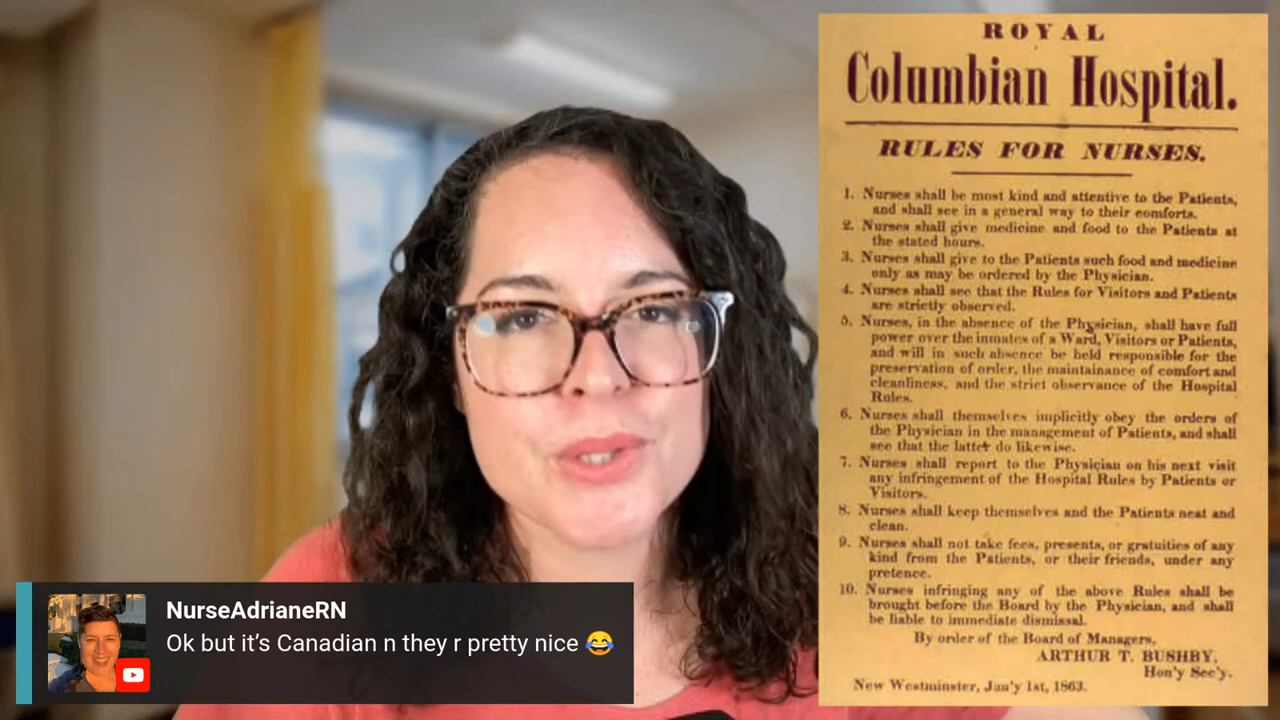 ROYAL
Columbian Hospital.
RULES FOR NURSES.
1. Nurses shall be most kind and attentive to the Patients,
and shall see in a general way to their comforts.
2. Nurses shall give medicine and food to the Patients at
the stated hours.
3. Nurses shall give to the Patients such food and medicine
only as may be ordered by the Physician.
4. Nurses shall see that the Rules for Visitors and Patients
are strictly observed.
5. Nurses, in the absence of the Physician, shall have full
power over the inmates of a Ward, Visitors or Patients,
and will in such absence be held responsible for the
preservation of order, the maintainance of comfort and
cleanliness, and the strict observance of the Hospital
Rules.
6. Nurses shall themselves implicitly obey the orders of
the Physician in the management of Patients, and shall
see that the latter do likewise.
7. Nurses shall report to the Physician on his next visit
any infringement of the Hospital Rules by Patients or
Visitors.
8. Nurses shall keep themselves and the Patients neat and
clean.
9. Nurses shall not take fees, presents, or gratuities of any
kind from the Patients, or their friends, under any
pretence.
10. Nurses infringing any of the above Rules shall be
brought before the Board by the Physician, and shall
be liable to immediate dismissal.
By order of the Board of Managers,
ARTHUR T. BUSHBY,
Hon'y Sec'y.
New Westminster, Jan'y 1st, 1863.
NurseAdrianeRN
Ok but it’s Canadian n they r pretty nice 😂